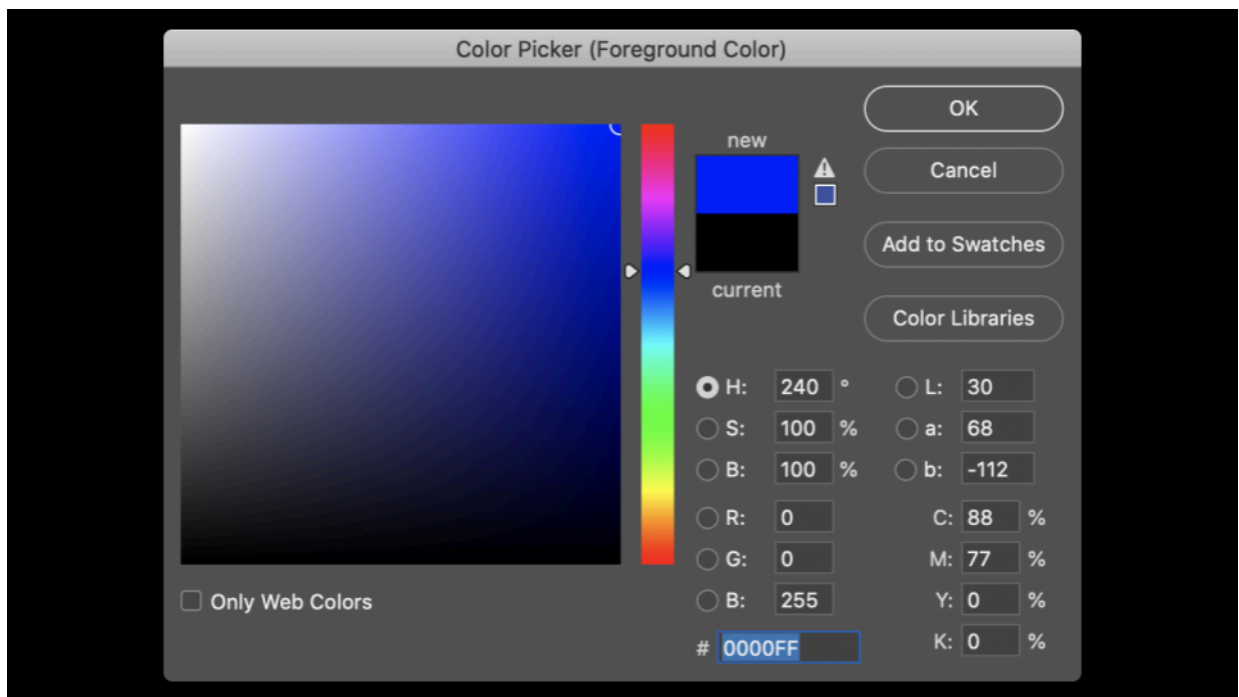 Color Picker (Foreground Color)
new
current
OK
Cancel
Add to Swatches
Color Libraries
H: 240 °
S: 100 %
B: 100 %
R: 0
G: 0
B: 255
# 0000FF
L: 30
a: 68
b: -112
C: 88 %
M: 77 %
Y: 0 %
K: 0 %
Only Web Colors